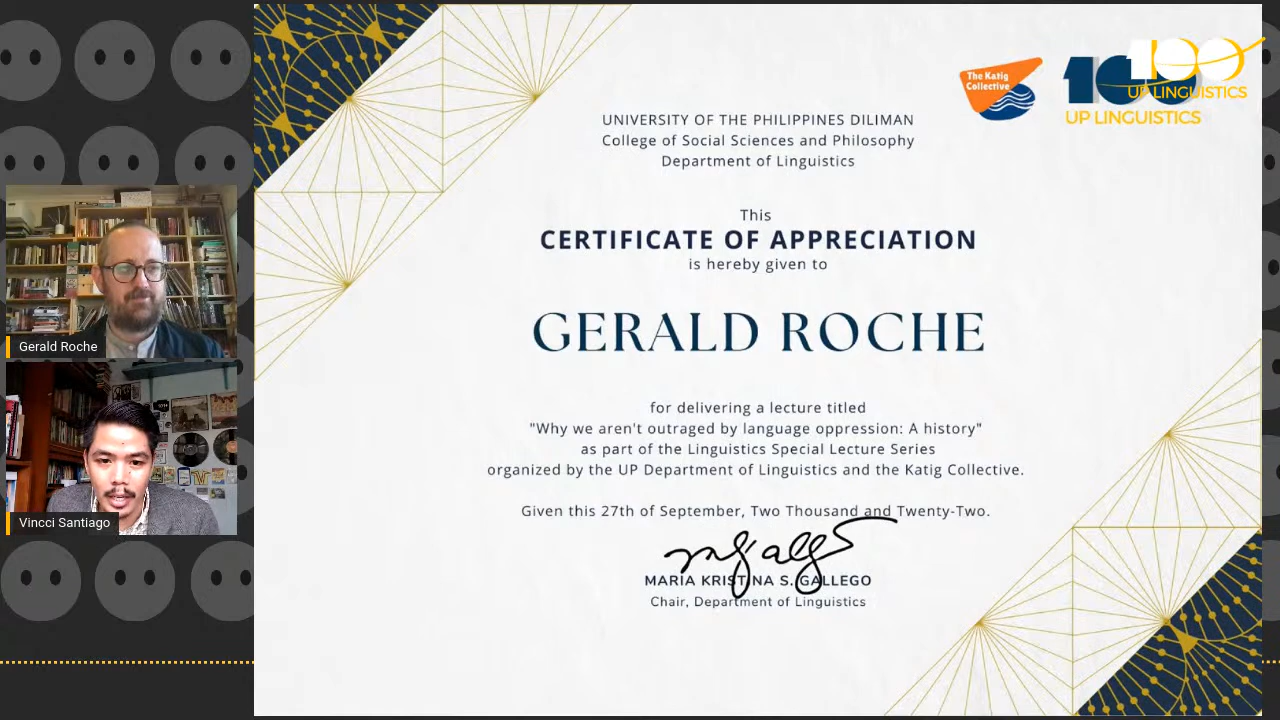 The Katig
Collective
100
UP LINGUISTICS
100
UP LINGUISTICS
UNIVERSITY OF THE PHILIPPINES DILIMAN
College of Social Sciences and Philosophy
Department of Linguistics
This
CERTIFICATE OF APPRECIATION
is hereby given to
GERALD ROCHE
for delivering a lecture titled
"Why we aren't outraged by language oppression: A history"
as part of the Linguistics Special Lecture Series
organized by the UP Department of Linguistics and the Katig Collective.
Given this 27th of September, Two Thousand and Twenty-Two.
MARIA KRISTINA S. GALLEGO
Chair, Department of Linguistics
Gerald Roche
Vincci Santiago